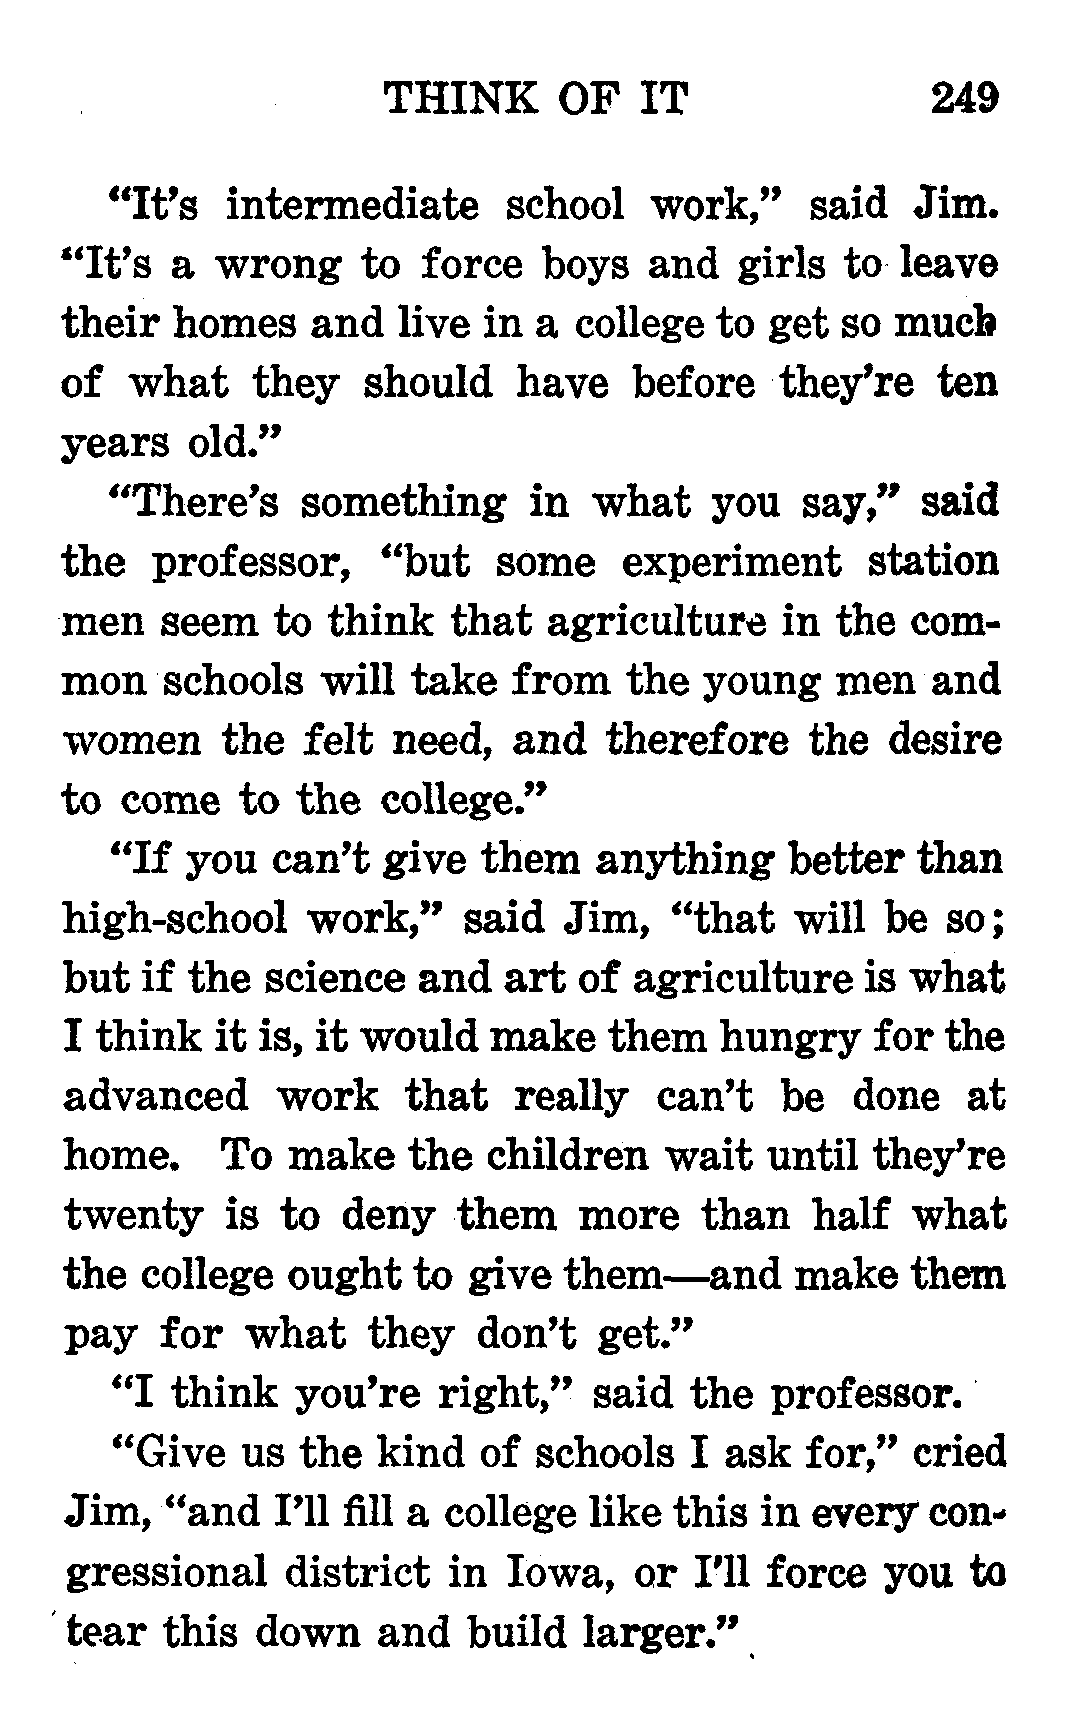 THINK OF IT 249
“It’s intermediate school work,” said Jim.
“It’s a wrong to force boys and girls to leave
their homes and live in a college to get so much
of what they should have before they’re ten
years old.”
“There’s something in what you say,” said
the professor, “but some experiment station
men seem to think that agriculture in the com-
mon schools will take from the young men and
women the felt need, and therefore the desire
to come to the college.”
“If you can’t give them anything better than
high-school work,” said Jim, “that will be so;
but if the science and art of agriculture is what
I think it is, it would make them hungry for the
advanced work that really can’t be done at
home. To make the children wait until they’re
twenty is to deny them more than half what
the college ought to give them—and make them
pay for what they don’t get.”
“I think you’re right,” said the professor.
“Give us the kind of schools I ask for,” cried
Jim, “and I’ll fill a college like this in every con-
gressional district in Iowa, or I’ll force you to
tear this down and build larger.”